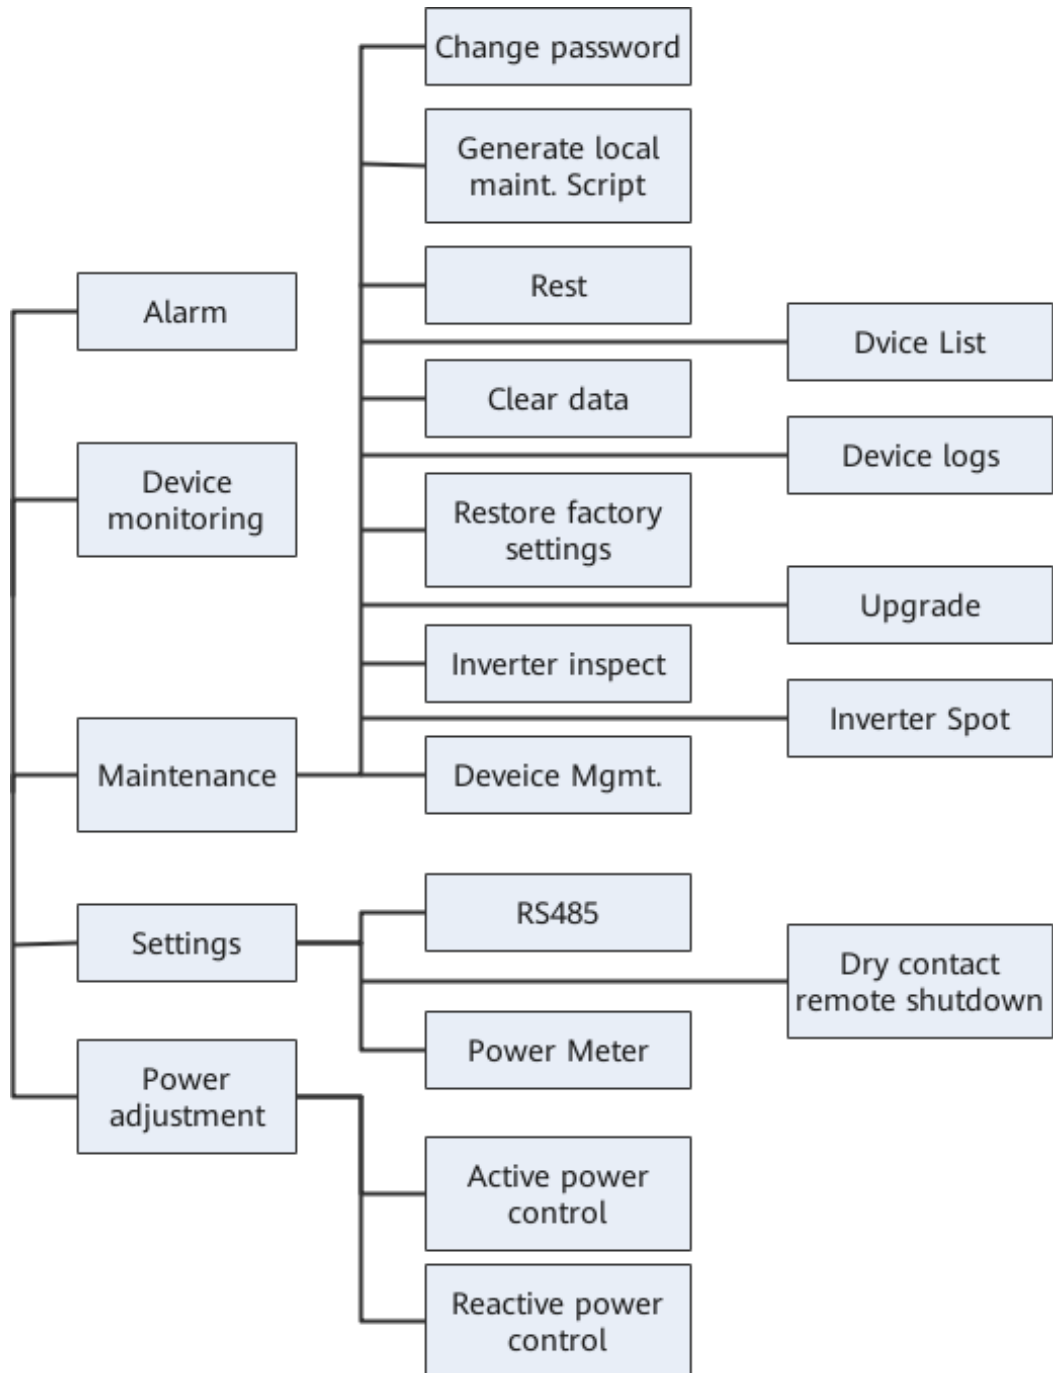 Change password
Generate local
maint. Script
Rest
Alarm
Dvice List
Clear data
Device logs
Device
monitoring
Restore factory
settings
Upgrade
Inverter inspect
Inverter Spot
Maintenance
Deveice Mgmt.
RS485
Settings
Dry contact
remote shutdown
Power Meter
Power
adjustment
Active power
control
Reactive power
control